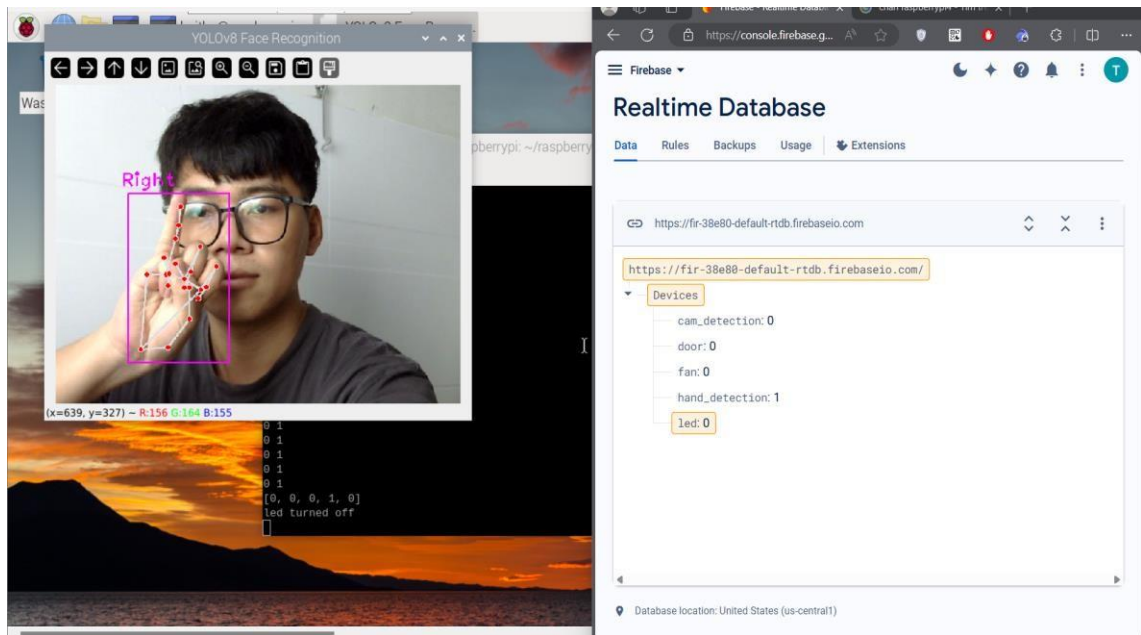 YOLOv8 Face Recognition
Was
Right
pberrypi: ~/raspberry
(x=639, y=327) ~ R:156 G:164 B:155
0 1
0 1
0 1
0 1
0 1
[0, 0, 0, 1, 0]
led turned off
https://console.firebase.g...
Firebase
T
Realtime Database
Data Rules Backups Usage Extensions
https://fir-38e80-default-rtdb.firebaseio.com
https://fir-38e80-default-rtdb.firebaseio.com/
Devices
cam_detection: 0
door: 0
fan: 0
hand_detection: 1
led: 0
Database location: United States (us-central1)